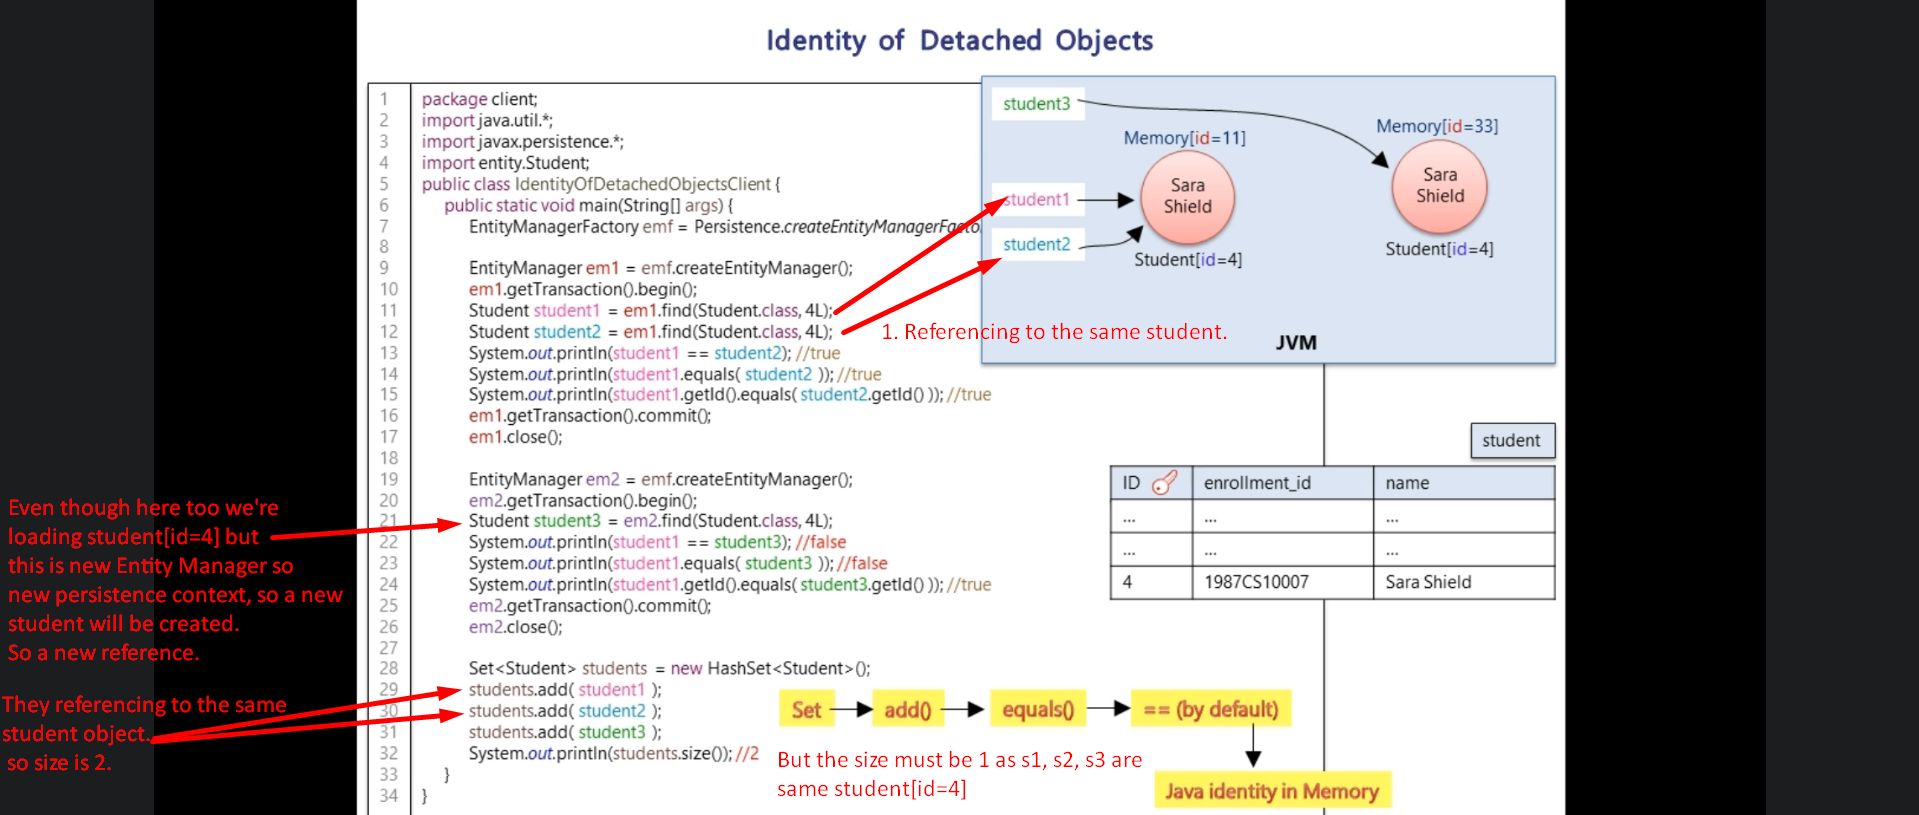 Identity of Detached Objects
1 package client;
2 import java.util.*;
3 import javax.persistence.*;
4 import entity.Student;
5 public class IdentityOfDetachedObjectsClient {
6 public static void main(String[] args) {
7 EntityManagerFactory emf = Persistence.createEntityManagerFacto
8
9 EntityManager em1 = emf.createEntityManager();
10 em1.getTransaction().begin();
11 Student student1 = em1.find(Student.class, 4L);
12 Student student2 = em1.find(Student.class, 4L);
13 System.out.println(student1 == student2); //true
14 System.out.println(student1.equals( student2 )); //true
15 System.out.println(student1.getId().equals( student2.getId() )); //true
16 em1.getTransaction().commit();
17 em1.close();
18
19 EntityManager em2 = emf.createEntityManager();
20 em2.getTransaction().begin();
21 Student student3 = em2.find(Student.class, 4L);
22 System.out.println(student1 == student3); //false
23 System.out.println(student1.equals( student3 )); //false
24 System.out.println(student1.getId().equals( student3.getId() )); //true
25 em2.getTransaction().commit();
26 em2.close();
27
28 Set<Student> students = new HashSet<Student>();
29 students.add( student1 );
30 students.add( student2 );
31 students.add( student3 );
32 System.out.println(students.size()); //2
33 }
34 }
student3
Memory[id=11]
Memory[id=33]
student1
student2
Sara
Shield
Sara
Shield
Student[id=4]
Student[id=4]
1. Referencing to the same student.
JVM
student
ID enrollment_id name
... ... ...
... ... ...
4 1987CS10007 Sara Shield
Even though here too we're
loading student[id=4] but
this is new Entity Manager so
new persistence context, so a new
student will be created.
So a new reference.
They referencing to the same
student object.
so size is 2.
Set add() equals() == (by default)
But the size must be 1 as s1, s2, s3 are
same student[id=4]
Java identity in Memory